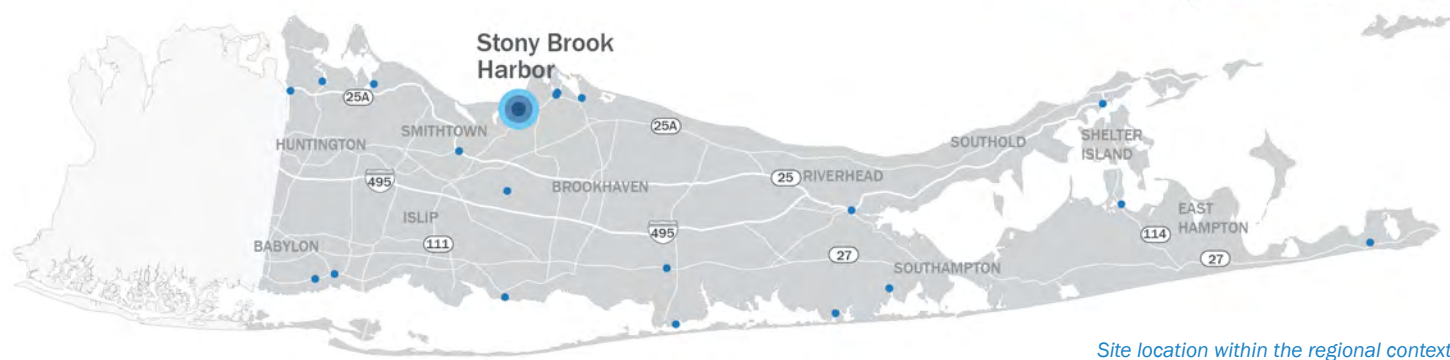 Stony Brook
Harbor
25A
SMITHTOWN
HUNTINGTON
495
25A
SOUTHOLD
SHELTER
ISLAND
25
RIVERHEAD
BROOKHAVEN
ISLIP
111
BABYLON
495
27
SOUTHAMPTON
114
EAST
HAMPTON
27
Site location within the regional context